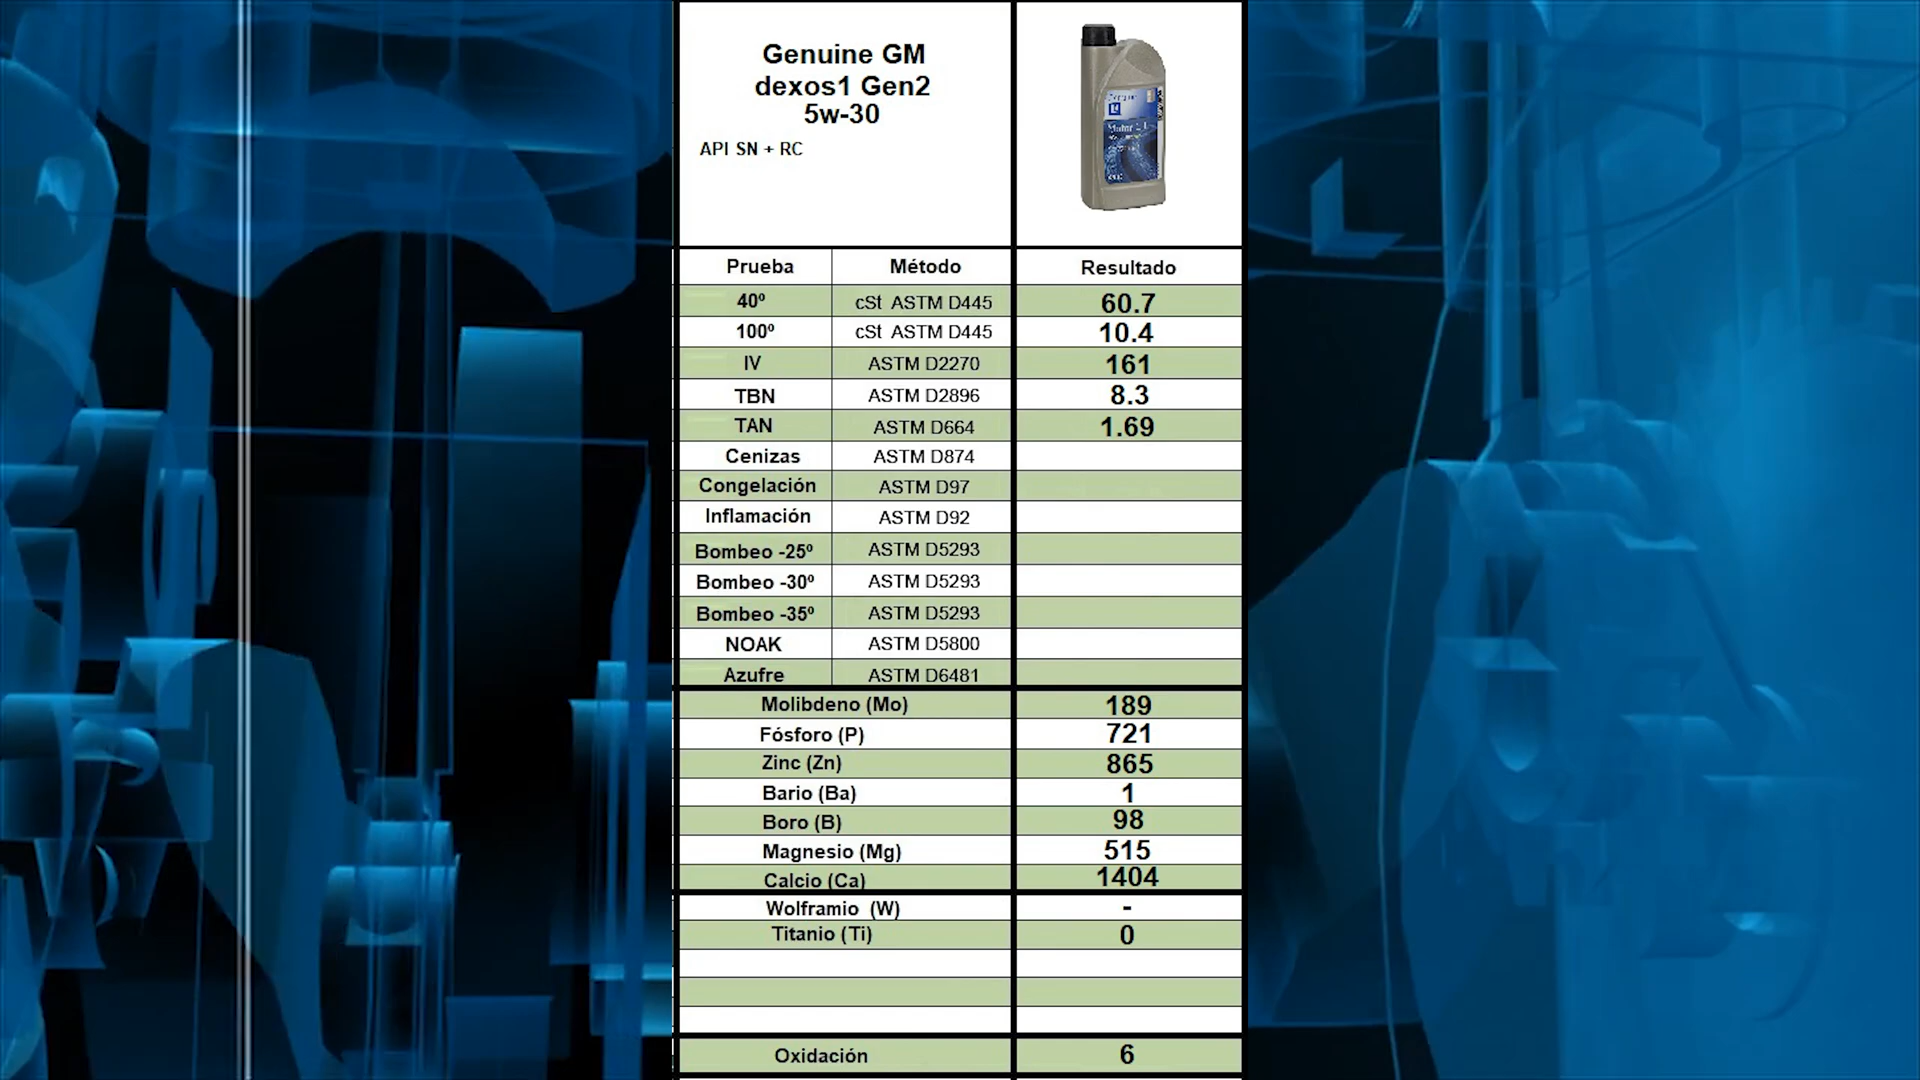 Genuine GM
dexos1 Gen2
5w-30
API SN + RC
Prueba Método Resultado
40º cSt ASTM D445 60.7
100º cSt ASTM D445 10.4
IV ASTM D2270 161
TBN ASTM D2896 8.3
TAN ASTM D664 1.69
Cenizas ASTM D874
Congelación ASTM D97
Inflamación ASTM D92
Bombeo -25º ASTM D5293
Bombeo -30º ASTM D5293
Bombeo -35º ASTM D5293
NOAK ASTM D5800
Azufre ASTM D6481
Molibdeno (Mo) 189
Fósforo (P) 721
Zinc (Zn) 865
Bario (Ba) 1
Boro (B) 98
Magnesio (Mg) 515
Calcio (Ca) 1404
Wolframio (W) -
Titanio (Ti) 0
Oxidación 6